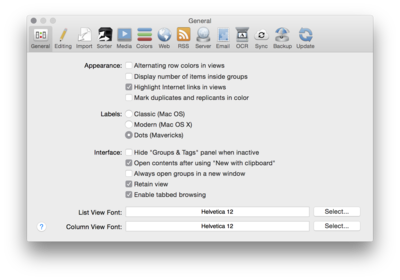 General
General Editing Import Sorter Media Colors Web RSS Server Email OCR Sync Backup Update
Appearance: Alternating row colors in views
Display number of items inside groups
Highlight Internet links in views
Mark duplicates and replicants in color
Labels: Classic (Mac OS)
Modern (Mac OS X)
Dots (Mavericks)
Interface: Hide "Groups & Tags" panel when inactive
Open contents after using "New with clipboard"
Always open groups in a new window
Retain view
Enable tabbed browsing
List View Font: Helvetica 12 Select...
? Column View Font: Helvetica 12 Select...